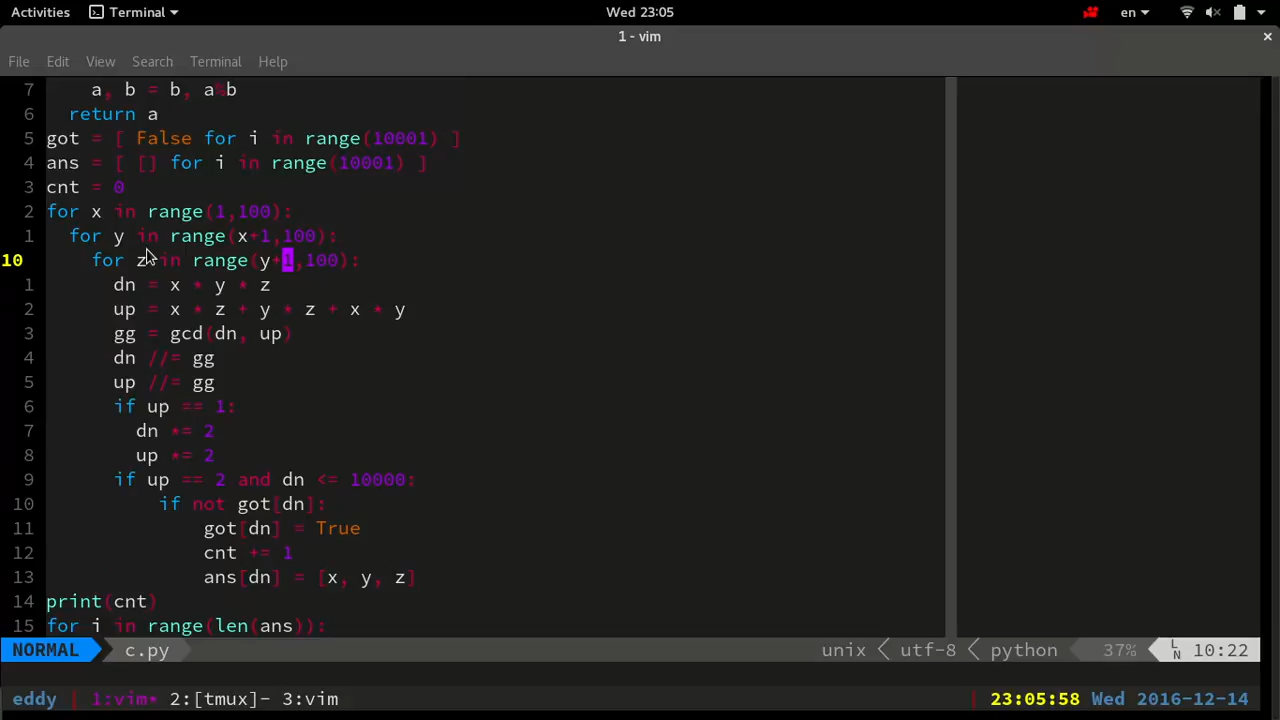 Activities Terminal Wed 23:05 en
1 - vim ×
File Edit View Search Terminal Help
7 a, b = b, a%b
6 return a
5 got = [ False for i in range(10001) ]
4 ans = [ [] for i in range(10001) ]
3 cnt = 0
2 for x in range(1,100):
1 for y in range(x+1,100):
10 for z in range(y+1,100):
1 dn = x * y * z
2 up = x * z + y * z + x * y
3 gg = gcd(dn, up)
4 dn //= gg
5 up //= gg
6 if up == 1:
7 dn *= 2
8 up *= 2
9 if up == 2 and dn <= 10000:
10 if not got[dn]:
11 got[dn] = True
12 cnt += 1
13 ans[dn] = [x, y, z]
14 print(cnt)
15 for i in range(len(ans)):
NORMAL c.py unix utf-8 python 37% LN 10:22
eddy 1:vim* 2:[tmux]- 3:vim 23:05:58 Wed 2016-12-14